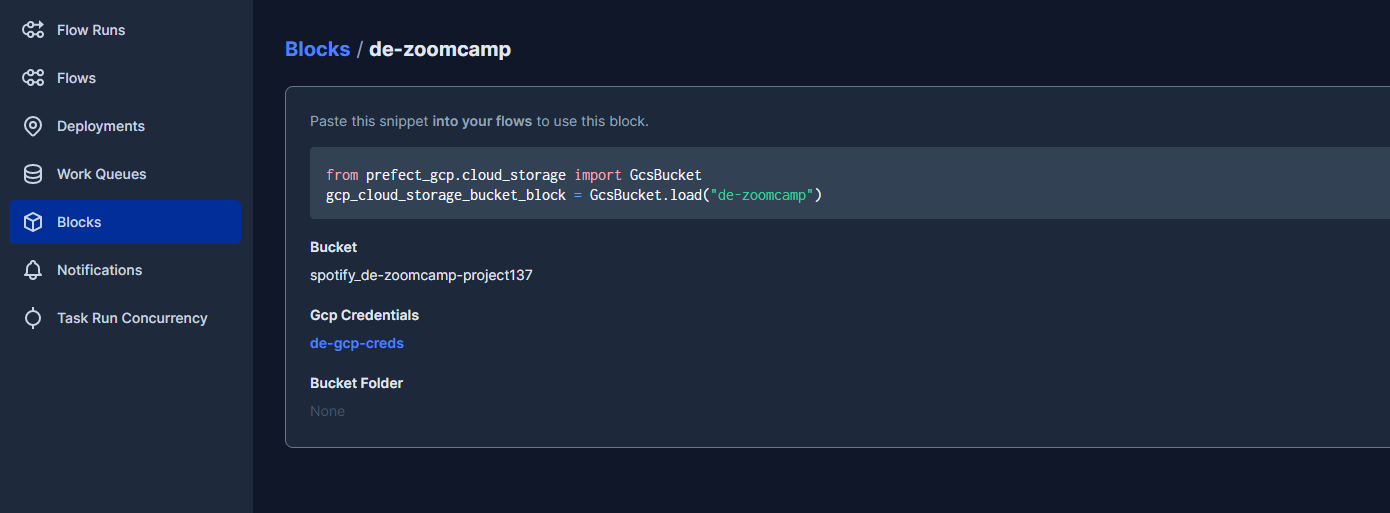 Flow Runs
Flows
Deployments
Work Queues
Blocks
Notifications
Task Run Concurrency
Blocks / de-zoomcamp
Paste this snippet into your flows to use this block.
from prefect_gcp.cloud_storage import GcsBucket
gcp_cloud_storage_bucket_block = GcsBucket.load("de-zoomcamp")
Bucket
spotify_de-zoomcamp-project137
Gcp Credentials
de-gcp-creds
Bucket Folder
None